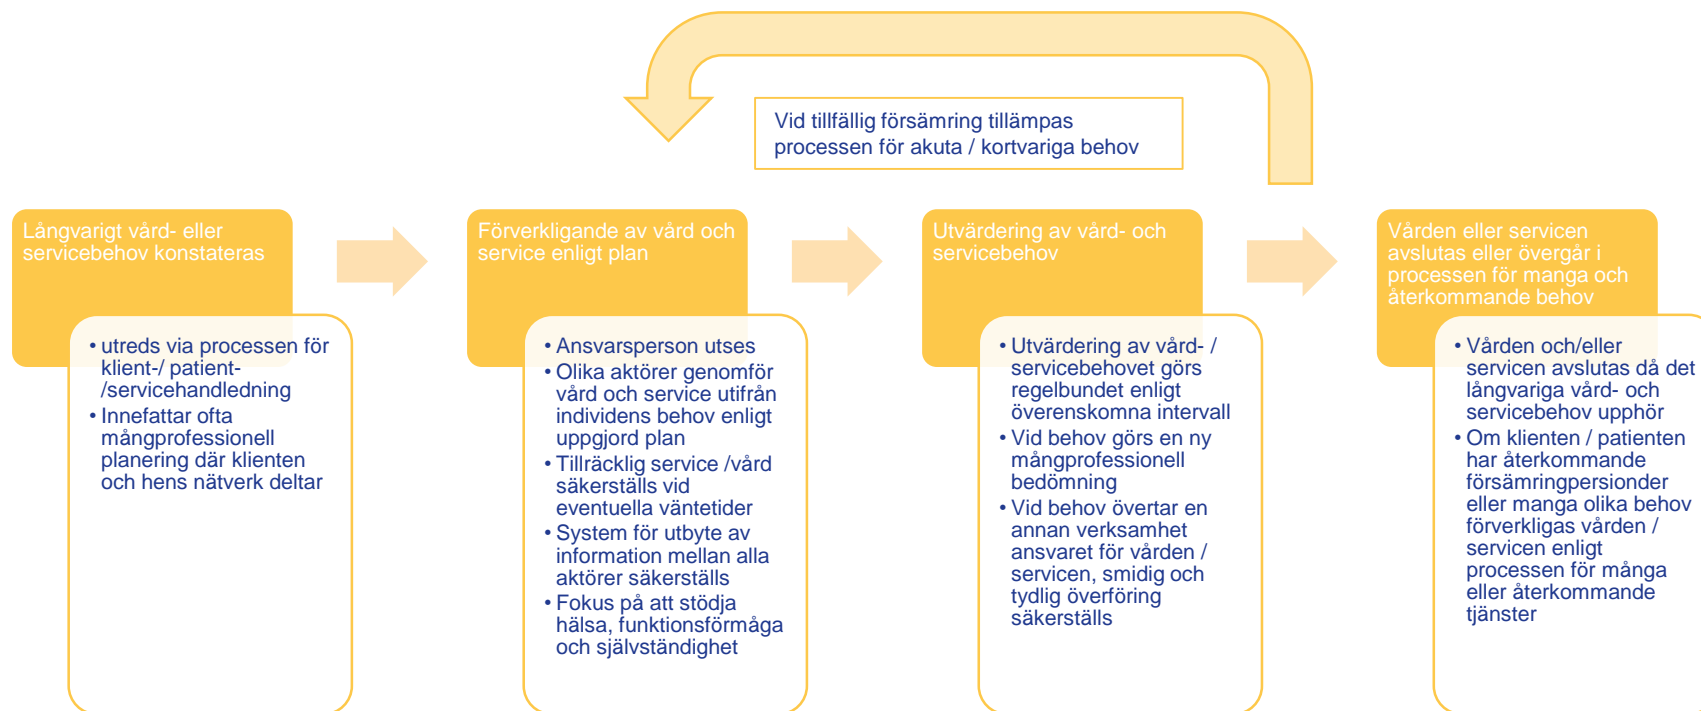 Vid tillfällig försämring tillämpas
processen för akuta / kortvariga behov
Långvarigt vård- eller
servicebehov konstateras
• utreds via processen för
klient-/ patient-
/servicehandledning
• Innefattar ofta
mångprofessionell
planering där klienten
och hens nätverk deltar
Förverkligande av vård och
service enligt plan
• Ansvarsperson utses
• Olika aktörer genomför
vård och service utifrån
individens behov enligt
uppgjord plan
• Tillräcklig service /vård
säkerställs vid
eventuella väntetider
• System för utbyte av
information mellan alla
aktörer säkerställs
• Fokus på att stödja
hälsa, funktionsförmåga
och självständighet
Utvärdering av vård- och
servicebehov
• Utvärdering av vård- /
servicebehovet görs
regelbundet enligt
överenskomna intervall
• Vid behov görs en ny
mångprofessionell
bedömning
• Vid behov övertar en
annan verksamhet
ansvaret för vården /
servicen, smidig och
tydlig överföring
säkerställs
Vården eller servicen
avslutas eller övergår i
processen för manga och
återkommande behov
• Vården och/eller
servicen avslutas då det
långvariga vård- och
servicebehov upphör
• Om klienten / patienten
har återkommande
försämringpersionder
eller manga olika behov
förverkligas vården /
servicen enligt
processen för många
eller återkommande
tjänster